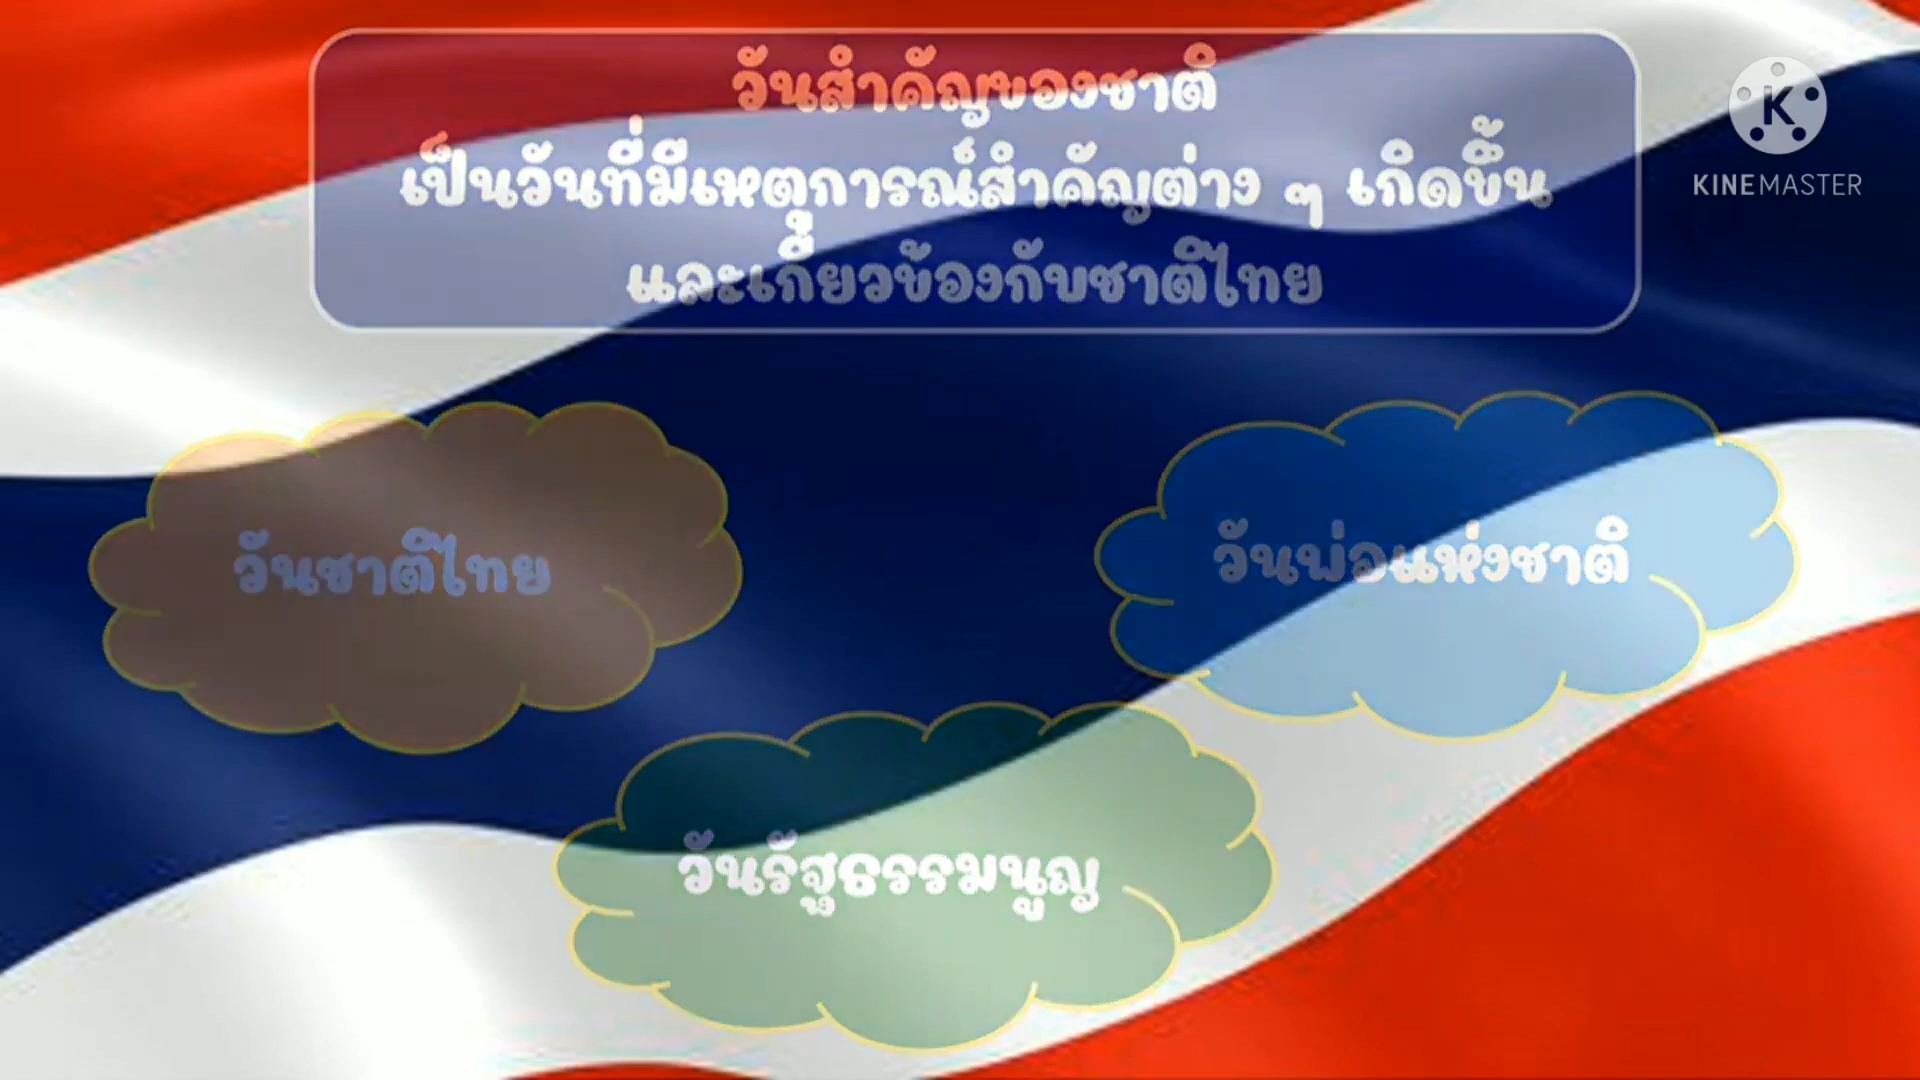 วันสำคัญของชาติ
เป็นวันที่มีเหตุการณ์สำคัญต่าง ๆ เกิดขึ้น
และเกี่ยวข้องกับชาติไทย
KINEMASTER
วันชาติไทย
วันพ่อแห่งชาติ
วันรัฐธรรมนูญ